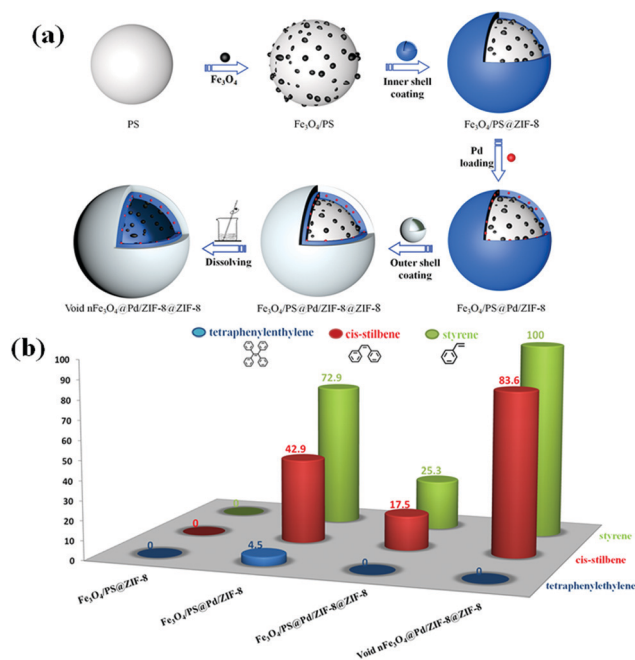 (a)
PS
Fe₃O₄
Fe₃O₄/PS
Inner shell
coating
Fe₃O₄/PS@ZIF-8
Pd
loading
Fe₃O₄/PS@Pd/ZIF-8
Outer shell
coating
Fe₃O₄/PS@Pd/ZIF-8@ZIF-8
Dissolving
Void nFe₃O₄@Pd/ZIF-8@ZIF-8
(b)
tetraphenylenthylene
cis-stilbene
styrene
100
90
80
70
60
50
40
30
20
10
0
0
0
0
4.5
42.9
72.9
0
17.5
25.3
0
83.6
100
styrene
cis-stilbene
tetraphenylethylene
Fe₃O₄/PS@ZIF-8
Fe₃O₄/PS@Pd/ZIF-8
Fe₃O₄/PS@Pd/ZIF-8@ZIF-8
Void nFe₃O₄@Pd/ZIF-8@ZIF-8